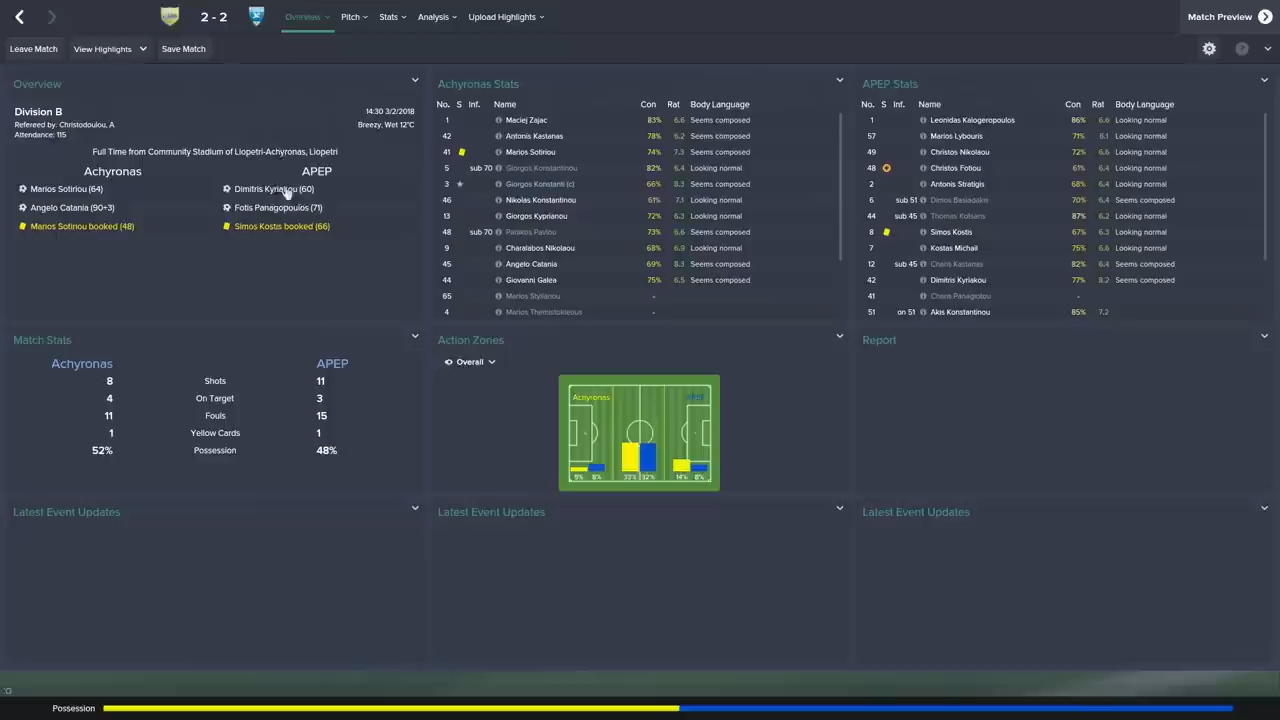 2 - 2
Overview Pitch Stats Analysis Upload Highlights
Match Preview
Leave Match View Highlights Save Match
Overview
Division B 14:30 3/2/2018
Refereed by: Christodoulou, A Breezy, Wet 12°C
Attendance: 115
Full Time from Community Stadium of Liopetri-Achyronas, Liopetri
Achyronas APEP
Marios Sotiriou (64) Dimitris Kyriakou (60)
Angelo Catania (90+3) Fotis Panagopoulos (71)
Marios Sotiriou booked (48) Simos Kostis booked (66)
Achyronas Stats
No. S Inf. Name Con Rat Body Language
1 Maciej Zajac 83% 6.6 Seems composed
42 Antonis Kastanas 78% 6.2 Seems composed
41 Marios Sotiriou 74% 7.3 Seems composed
5 sub 70 Giorgos Konstantinou 82% 6.4 Looking normal
3 Giorgos Konstanti (c) 66% 8.3 Seems composed
46 Nikolas Konstantinou 61% 7.1 Looking normal
13 Giorgos Kyprianou 72% 6.3 Looking normal
48 sub 70 Pavlou 73% 6.6 Seems composed
9 Charalabos Nikolaou 68% 6.9 Looking normal
45 Angelo Catania 69% 8.3 Seems composed
44 Giovanni Galea 75% 6.5 Seems composed
65 Marios Stylianou -
4 Marios Themistokleous -
APEP Stats
No. S Inf. Name Con Rat Body Language
1 Leonidas Kalogeropoulos 86% 6.6 Looking normal
57 Marios Lybouris 71% 6.1 Looking normal
49 Christos Nikolaou 72% 6.8 Looking normal
48 Christos Fotiou 61% 6.4 Looking normal
2 Antonis Stratigis 68% 6.4 Looking normal
6 sub 51 Dimos Basiadakis 70% 6.4 Seems composed
44 sub 45 Thomas 87% 6.2 Looking normal
8 Simos Kostis 67% 6.3 Looking normal
7 Kostas Michail 75% 6.6 Looking normal
12 sub 45 Charis Kastanas 82% 6.4 Seems composed
42 Dimitris Kyriakou 77% 8.2 Seems composed
41 Charis Panagiotou -
51 on 51 Akis Konstantinou 85% 7.2
Match Stats
Achyronas APEP
8 Shots 11
4 On Target 3
11 Fouls 15
1 Yellow Cards 1
52% Possession 48%
Action Zones
Overall
Achyronas APEP
5% 8% 33% 32% 14% 8%
Report
Latest Event Updates
Latest Event Updates
Latest Event Updates
Possession